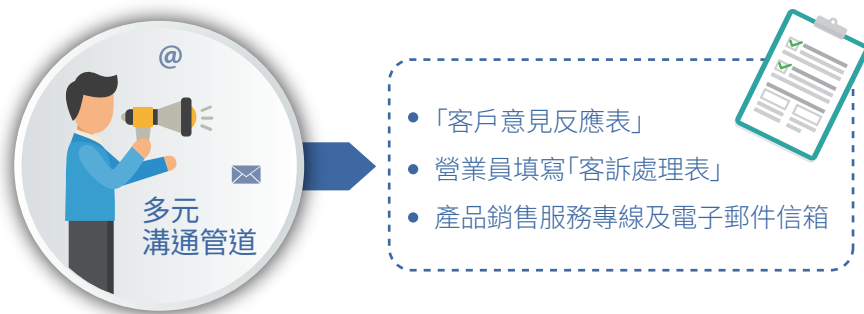 @
多元
溝通管道
•「客戶意見反應表」
• 營業員填寫「客訴處理表」
• 產品銷售服務專線及電子郵件信箱